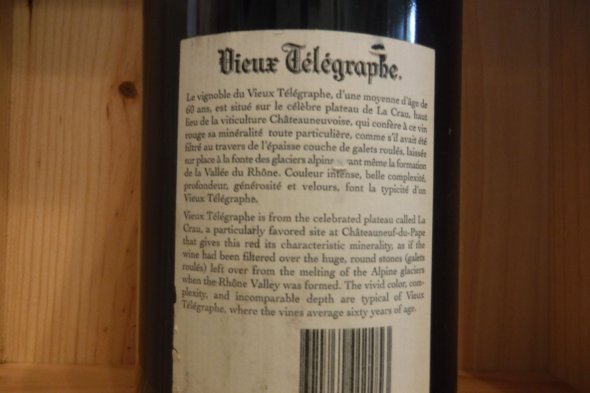 Vieux Télégraphe.
Le vignoble du Vieux Télégraphe, d'une moyenne d'âge de
60 ans, est situé sur le célèbre plateau de La Crau, haut
lieu de la viticulture Châteauneuvoise, qui confère à ce vin
rouge sa minéralité toute particulière, comme s'il avait été
filtré au travers de l'épaisse couche de galets roulés, laissés
sur place à la fonte des glaciers alpins vant même la formation
de la Vallée du Rhône. Couleur intense, belle complexité,
profondeur, générosité et velours, font la typicité d'un
Vieux Télégraphe.
Vieux Télégraphe is from the celebrated plateau called La
Crau, a particularly favored site at Châteauneuf-du-Pape
that gives this red its characteristic minerality, as if the
wine had been filtered over the huge, round stones (galets
roulés) left over from the melting of the Alpine glaciers
when the Rhône Valley was formed. The vivid color, com-
plexity, and incomparable depth are typical of Vieux
Télégraphe, where the vines average sixty years of age.